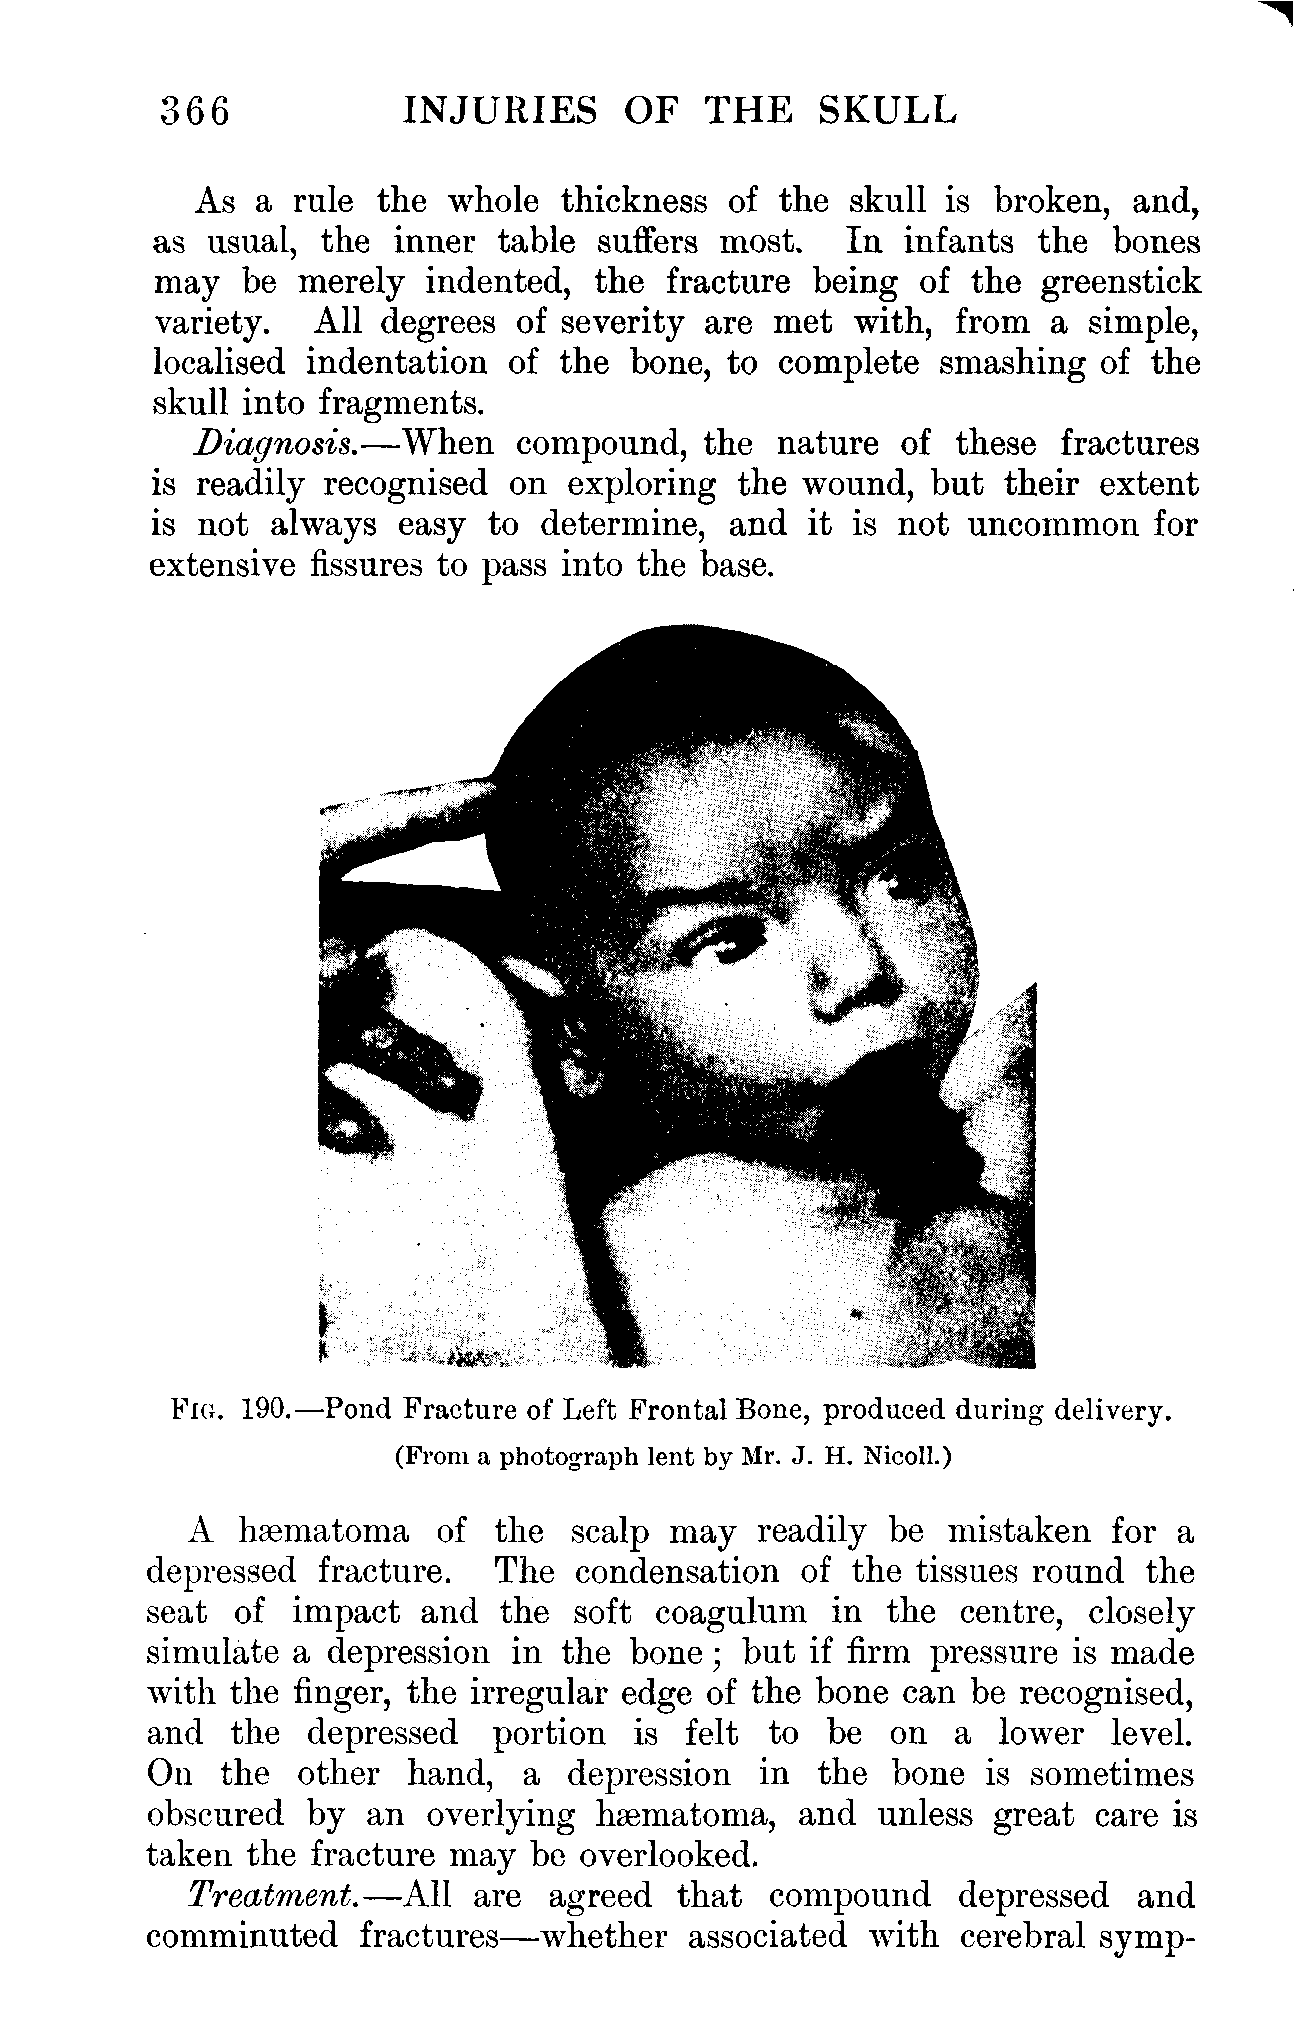 366 INJURIES OF THE SKULL
As a rule the whole thickness of the skull is broken, and,
as usual, the inner table suffers most. In infants the bones
may be merely indented, the fracture being of the greenstick
variety. All degrees of severity are met with, from a simple,
localised indentation of the bone, to complete smashing of the
skull into fragments.
Diagnosis.—When compound, the nature of these fractures
is readily recognised on exploring the wound, but their extent
is not always easy to determine, and it is not uncommon for
extensive fissures to pass into the base.
FIG. 190.—Pond Fracture of Left Frontal Bone, produced during delivery.
(From a photograph lent by Mr. J. H. Nicoll.)
A hæmatoma of the scalp may readily be mistaken for a
depressed fracture. The condensation of the tissues round the
seat of impact and the soft coagulum in the centre, closely
simulate a depression in the bone; but if firm pressure is made
with the finger, the irregular edge of the bone can be recognised,
and the depressed portion is felt to be on a lower level.
On the other hand, a depression in the bone is sometimes
obscured by an overlying hæmatoma, and unless great care is
taken the fracture may be overlooked.
Treatment.—All are agreed that compound depressed and
comminuted fractures—whether associated with cerebral symp-